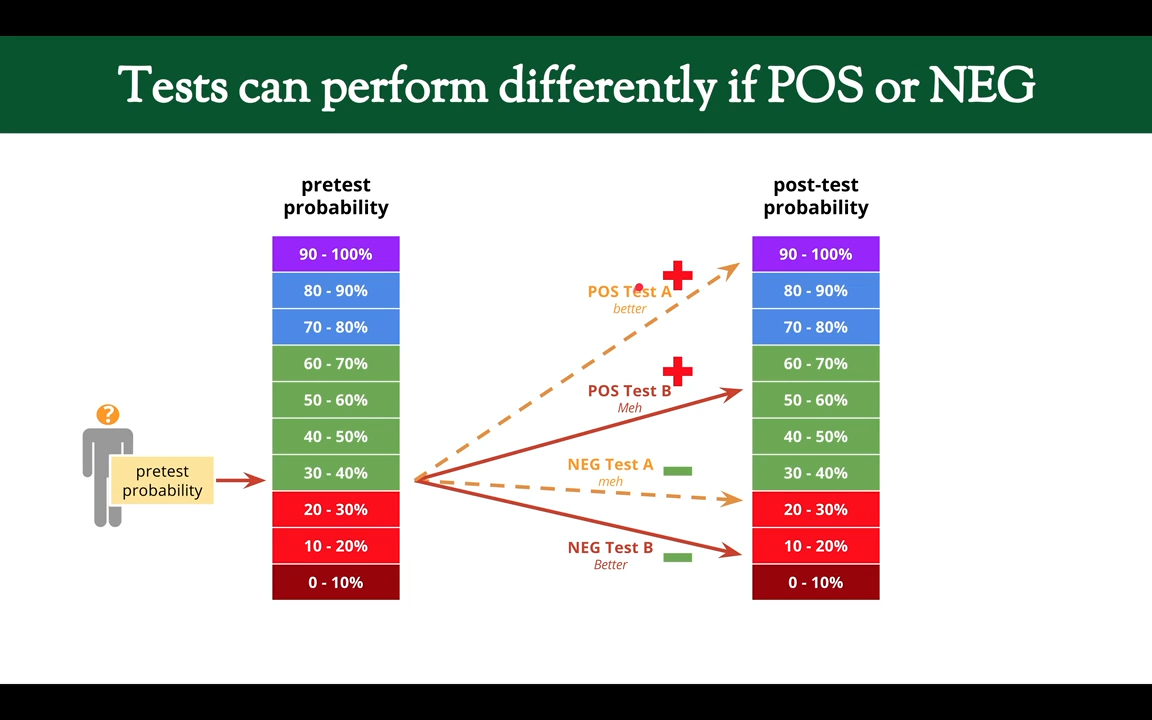 Tests can perform differently if POS or NEG
pretest
probability
90 - 100%
80 - 90%
70 - 80%
60 - 70%
50 - 60%
40 - 50%
30 - 40%
20 - 30%
10 - 20%
0 - 10%
?
pretest
probability
POS Test A
better
POS Test B
Meh
NEG Test A
meh
NEG Test B
Better
post-test
probability
90 - 100%
80 - 90%
70 - 80%
60 - 70%
50 - 60%
40 - 50%
30 - 40%
20 - 30%
10 - 20%
0 - 10%